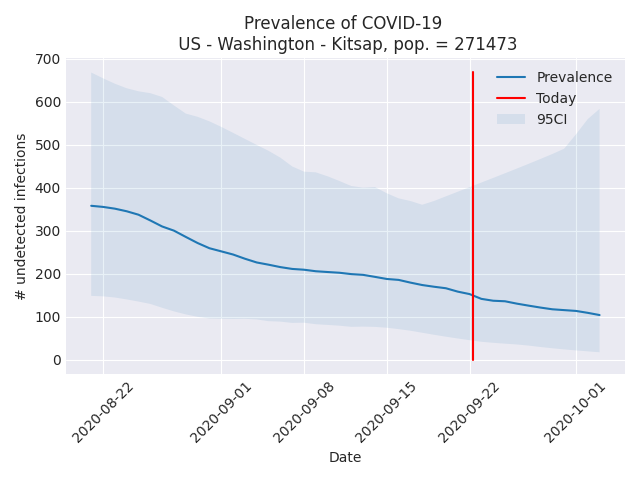 Prevalence of COVID-19
US - Washington - Kitsap, pop. = 271473
700
600
500
400
300
200
100
0
# undetected infections
Prevalence
Today
95CI
2020-08-22
2020-09-01
2020-09-08
2020-09-15
2020-09-22
2020-10-01
Date